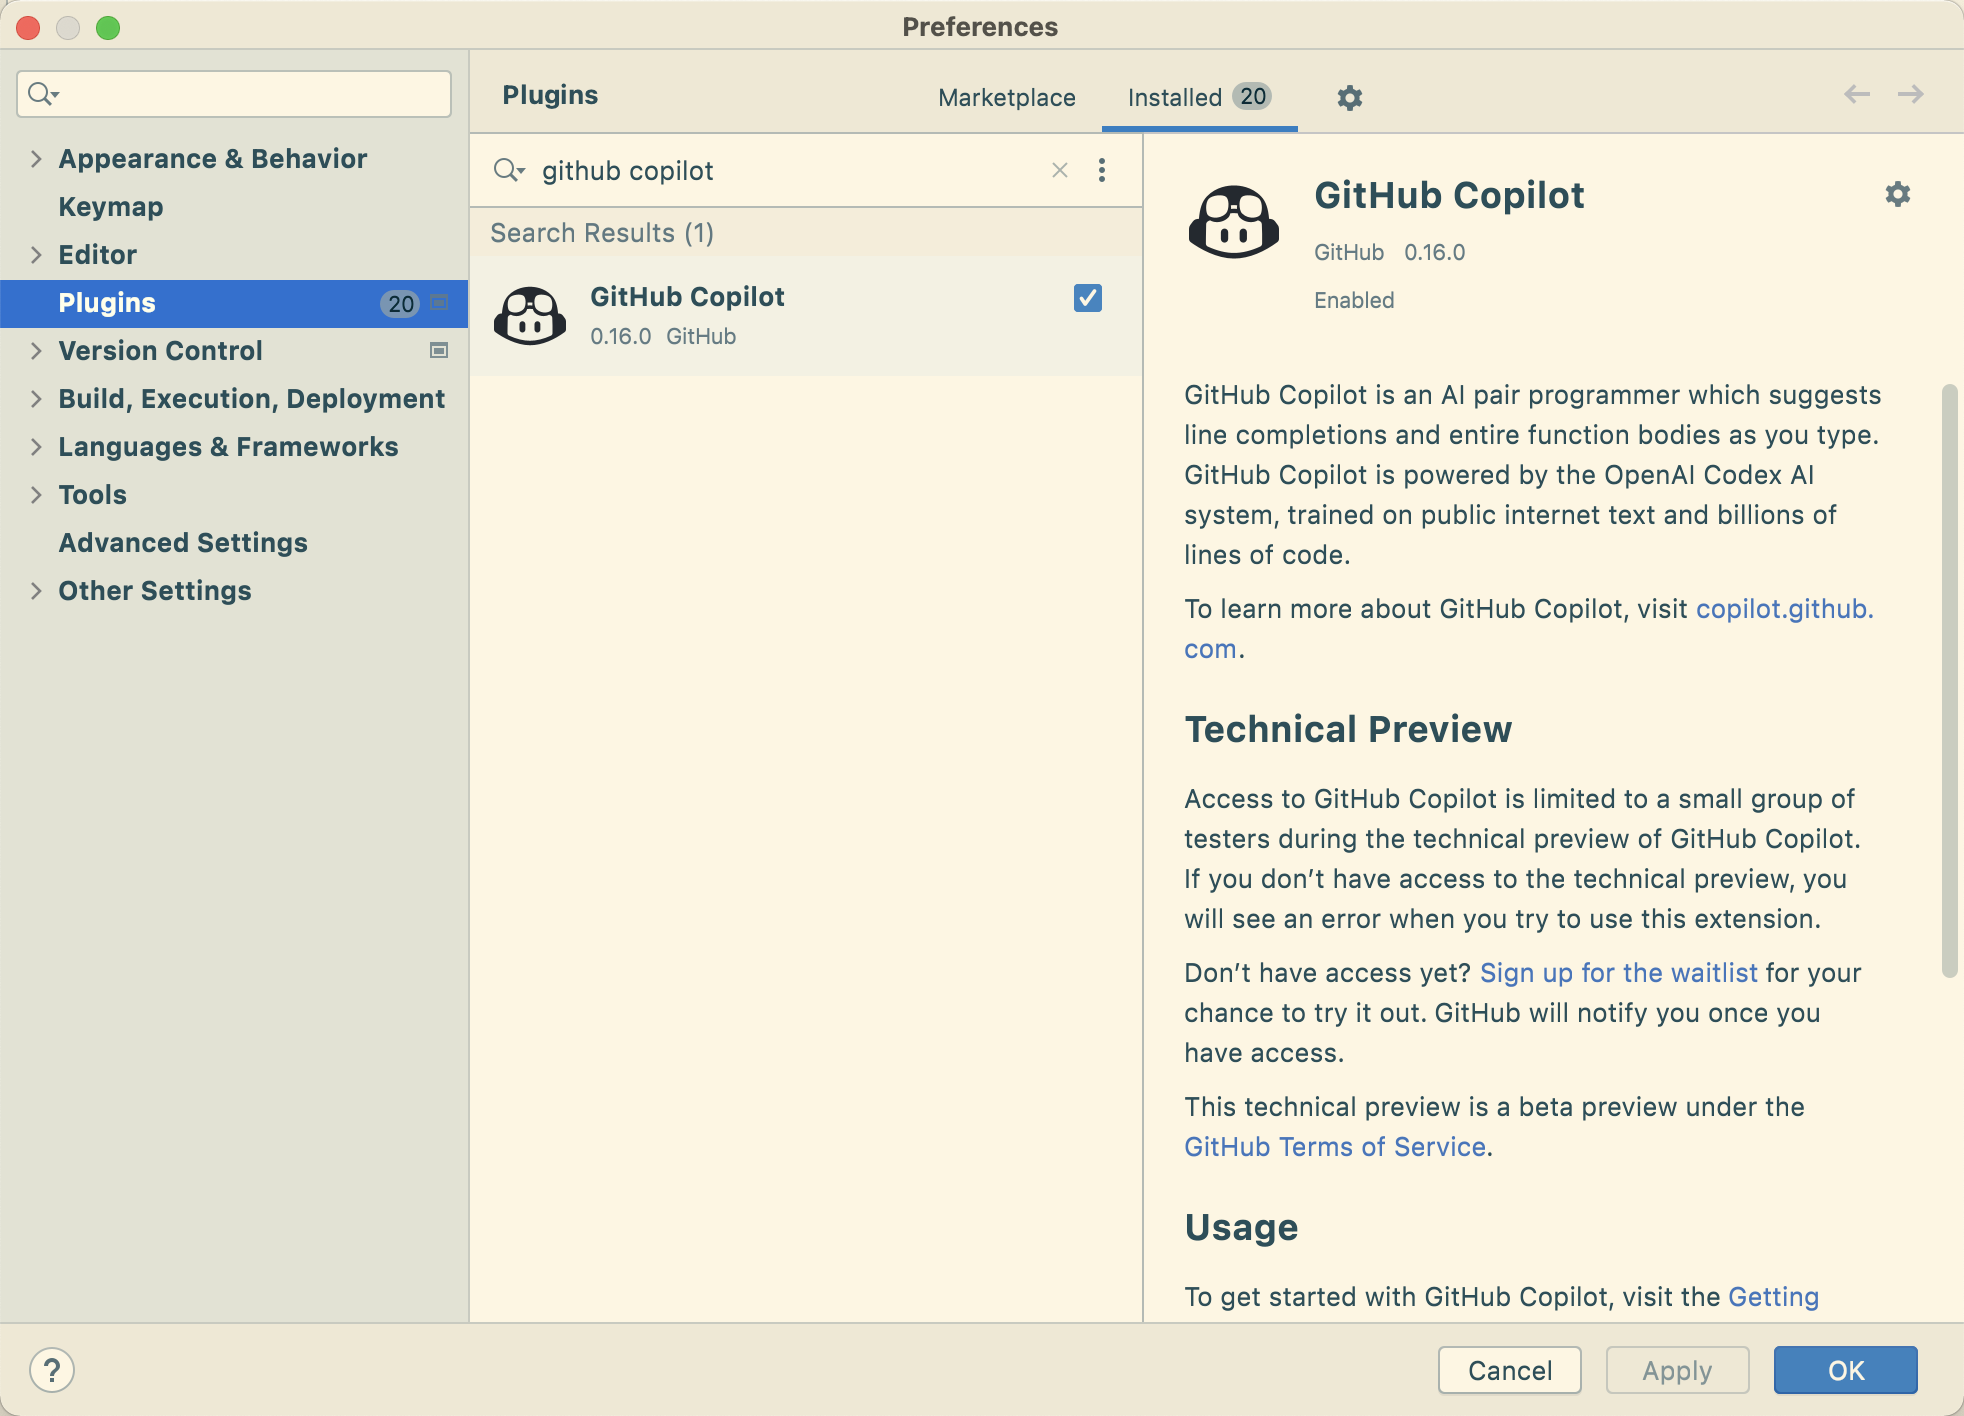 Preferences
Appearance & Behavior
Keymap
Editor
Plugins 20
Version Control
Build, Execution, Deployment
Languages & Frameworks
Tools
Advanced Settings
Other Settings
Plugins
Marketplace
Installed 20
github copilot
Search Results (1)
GitHub Copilot
0.16.0 GitHub
GitHub Copilot
GitHub 0.16.0
Enabled
GitHub Copilot is an AI pair programmer which suggests
line completions and entire function bodies as you type.
GitHub Copilot is powered by the OpenAI Codex AI
system, trained on public internet text and billions of
lines of code.
To learn more about GitHub Copilot, visit copilot.github.
com.
Technical Preview
Access to GitHub Copilot is limited to a small group of
testers during the technical preview of GitHub Copilot.
If you don't have access to the technical preview, you
will see an error when you try to use this extension.
Don't have access yet? Sign up for the waitlist for your
chance to try it out. GitHub will notify you once you
have access.
This technical preview is a beta preview under the
GitHub Terms of Service.
Usage
To get started with GitHub Copilot, visit the Getting
?
Cancel
Apply
OK